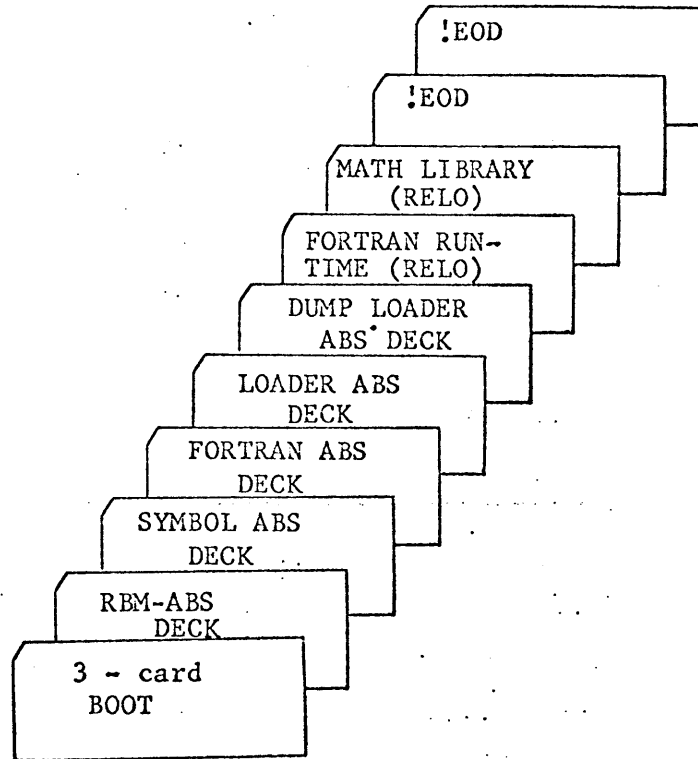 !EOD
!EOD
MATH LIBRARY
(RELO)
FORTRAN RUN-
TIME (RELO)
DUMP LOADER
ABS DECK
LOADER ABS
DECK
FORTRAN ABS
DECK
SYMBOL ABS
DECK
RBM-ABS
DECK
3 - card
BOOT